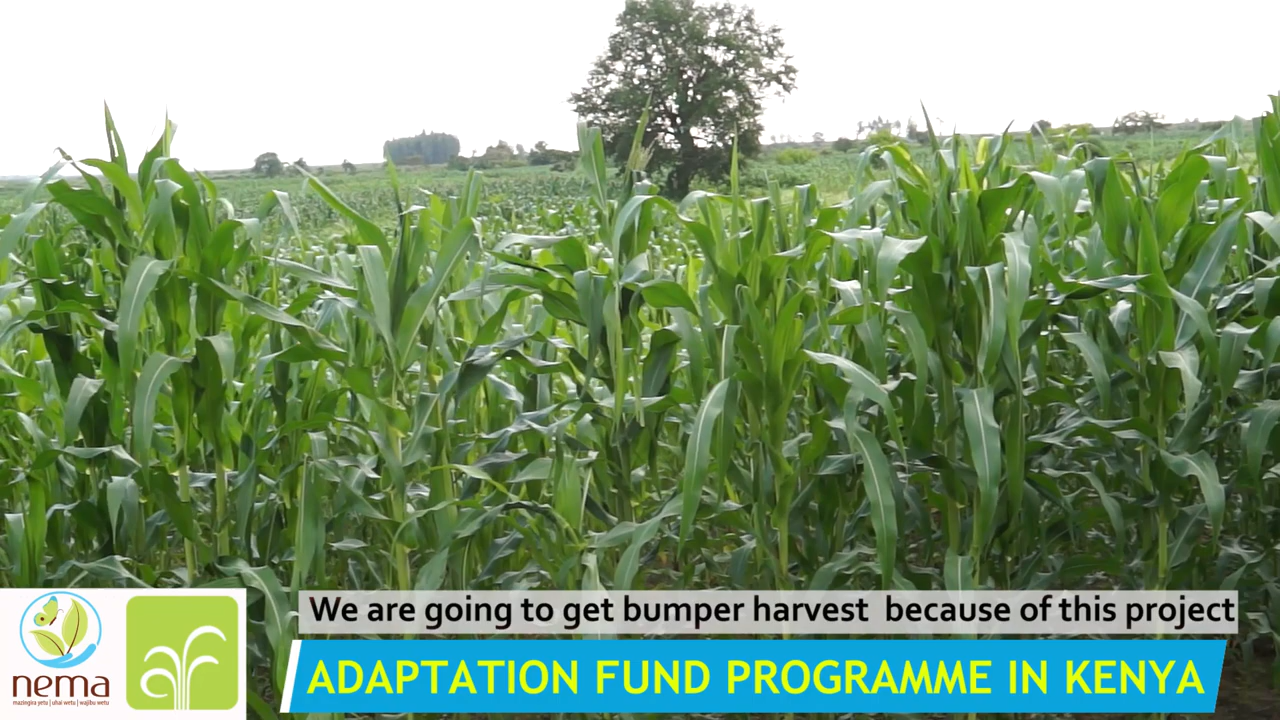 We are going to get bumper harvest because of this project
ADAPTATION FUND PROGRAMME IN KENYA
nema
mazingira yetu | uhai wetu | wajibu wetu